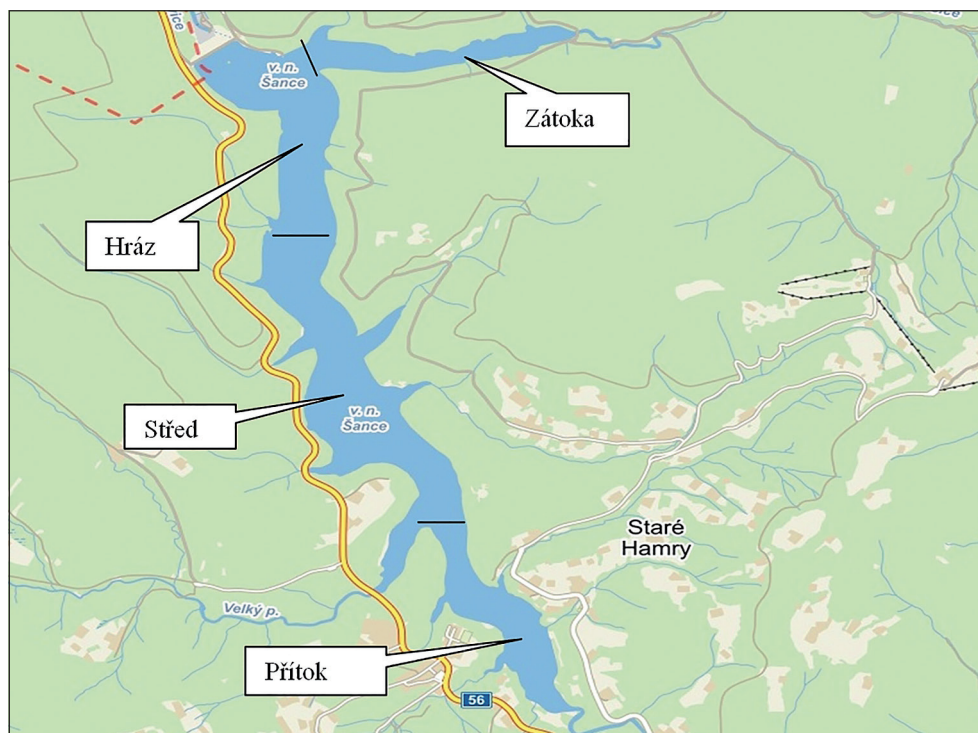 v. n.
Šance
Zátoka
Hráz
Střed
v. n.
Šance
Staré
Hamry
Velký p.
Přítok
56